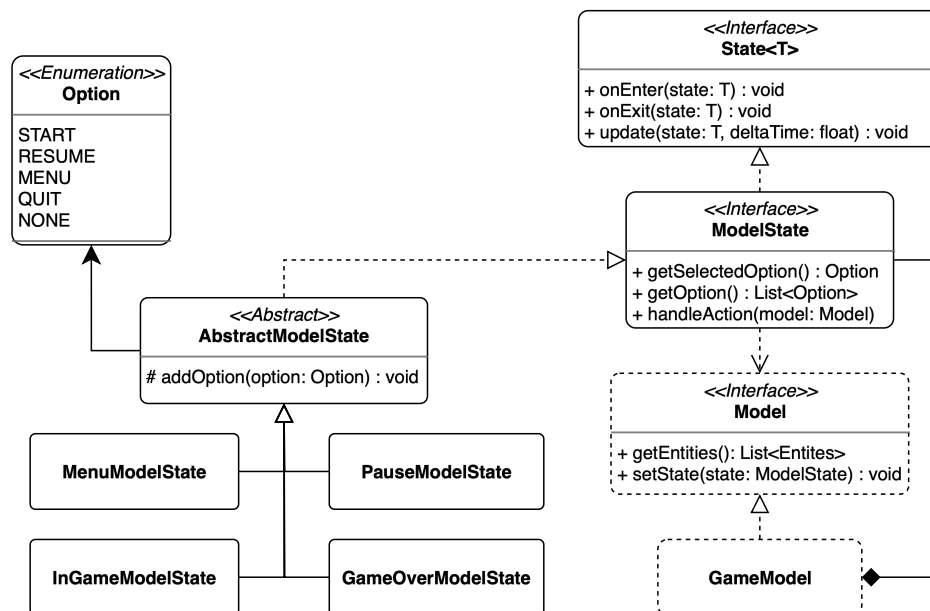 <<Enumeration>>
Option
START
RESUME
MENU
QUIT
NONE
<<Interface>>
State<T>
+ onEnter(state: T) : void
+ onExit(state: T) : void
+ update(state: T, deltaTime: float) : void
<<Interface>>
ModelState
+ getSelectedOption() : Option
+ getOption() : List<Option>
+ handleAction(model: Model)
<<Abstract>>
AbstractModelState
# addOption(option: Option) : void
<<Interface>>
Model
+ getEntities(): List<Entites>
+ setState(state: ModelState) : void
MenuModelState
PauseModelState
InGameModelState
GameOverModelState
GameModel